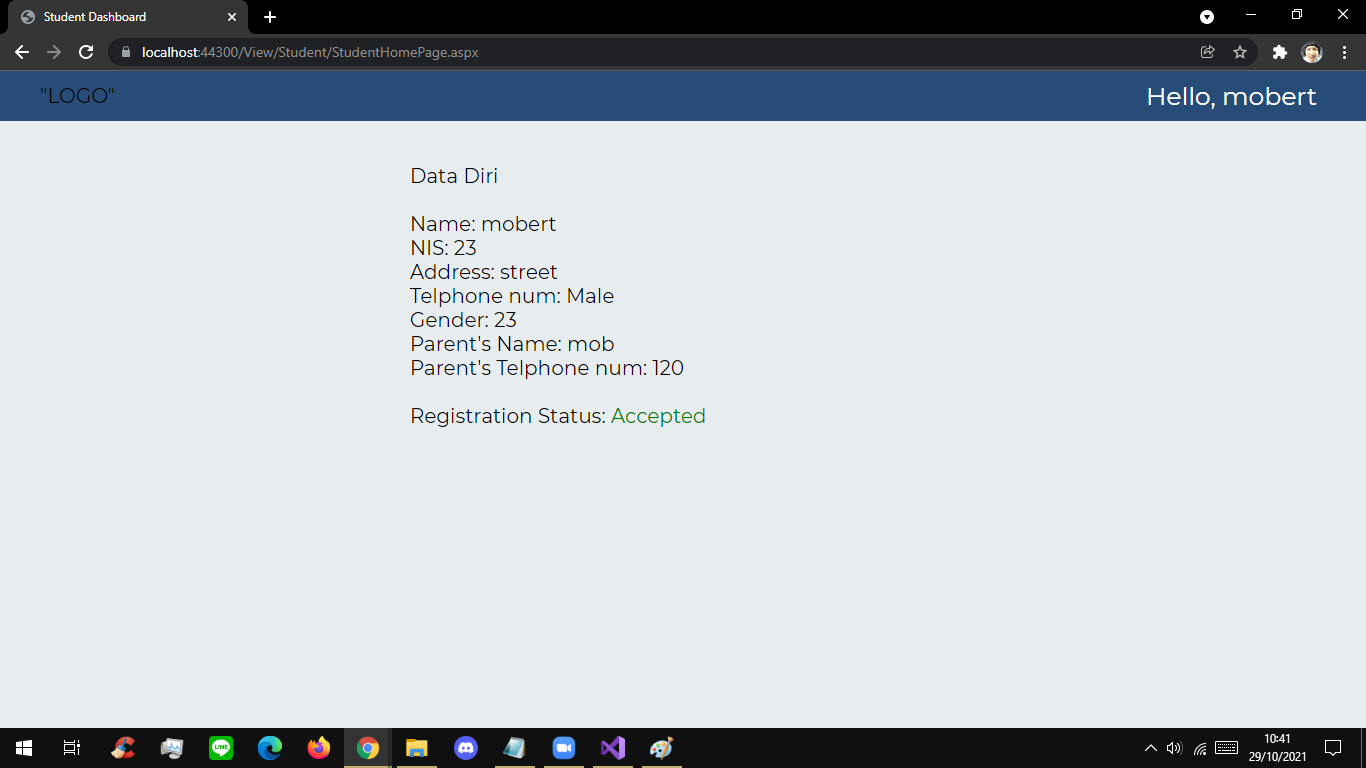 Student Dashboard
localhost:44300/View/Student/StudentHomePage.aspx
"LOGO"
Hello, mobert
Data Diri
Name: mobert
NIS: 23
Address: street
Telphone num: Male
Gender: 23
Parent's Name: mob
Parent's Telphone num: 120
Registration Status: Accepted
LINE
10:41
29/10/2021